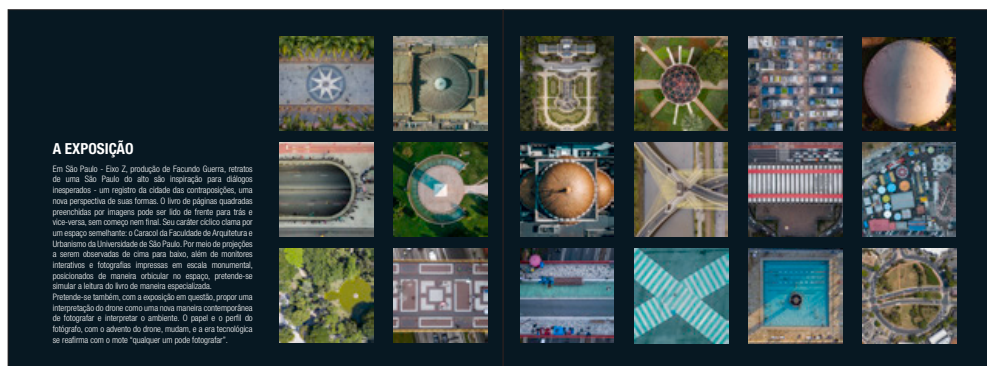 A EXPOSIÇÃO
Em São Paulo - Eixo Z, produção de Facundo Guerra, retratos
de uma São Paulo do alto são inspiração para diálogos
inesperados - um registro da cidade das contraposições, uma
nova perspectiva de suas formas. O livro de páginas quadradas
preenchidas por imagens pode ser lido de frente para trás e
vice-versa, sem começo nem final. Seu caráter cíclico clama por
um espaço semelhante: o Caracol da Faculdade de Arquitetura e
Urbanismo da Universidade de São Paulo. Por meio de projeções
a serem observadas de cima para baixo, além de monitores
interativos e fotografias impressas em escala monumental,
posicionados de maneira orbicular no espaço, pretende-se
simular a leitura do livro de maneira espacializada.
Pretende-se também, com a exposição em questão, propor uma
interpretação do drone como uma nova maneira contemporânea
de fotografar e interpretar o ambiente. O papel e o perfil do
fotógrafo, com o advento do drone, mudam, e a era tecnológica
se reafirma com o mote “qualquer um pode fotografar”.